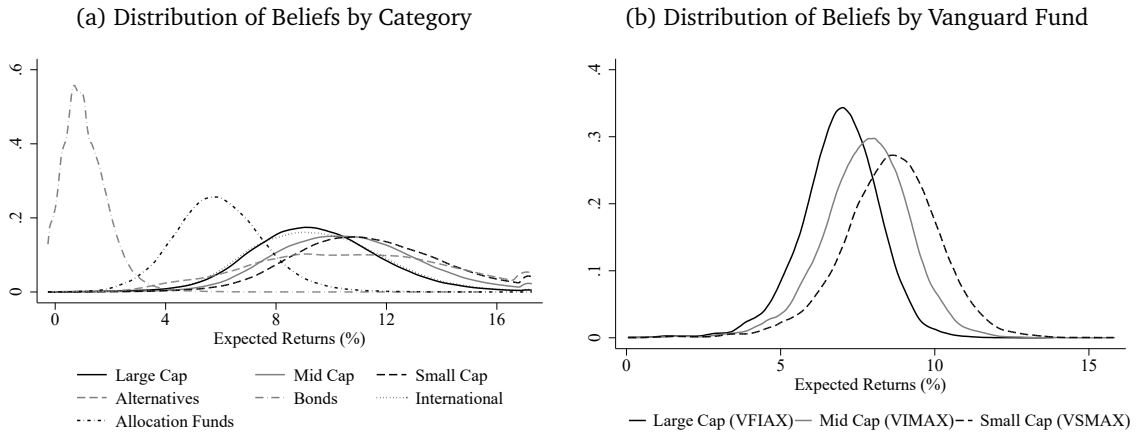 (a) Distribution of Beliefs by Category
.6
.4
.2
0
0 4 8 12 16
Expected Returns (%)
Large Cap Mid Cap Small Cap
Alternatives Bonds International
Allocation Funds
(b) Distribution of Beliefs by Vanguard Fund
.4
.3
.2
.1
0
0 5 10 15
Expected Returns (%)
Large Cap (VFIAX) Mid Cap (VIMAX) Small Cap (VSMAX)